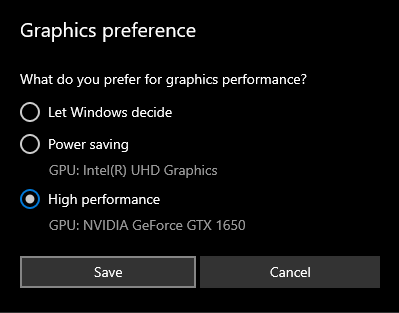 Graphics preference
What do you prefer for graphics performance?
Let Windows decide
Power saving
GPU: Intel(R) UHD Graphics
High performance
GPU: NVIDIA GeForce GTX 1650
Save
Cancel